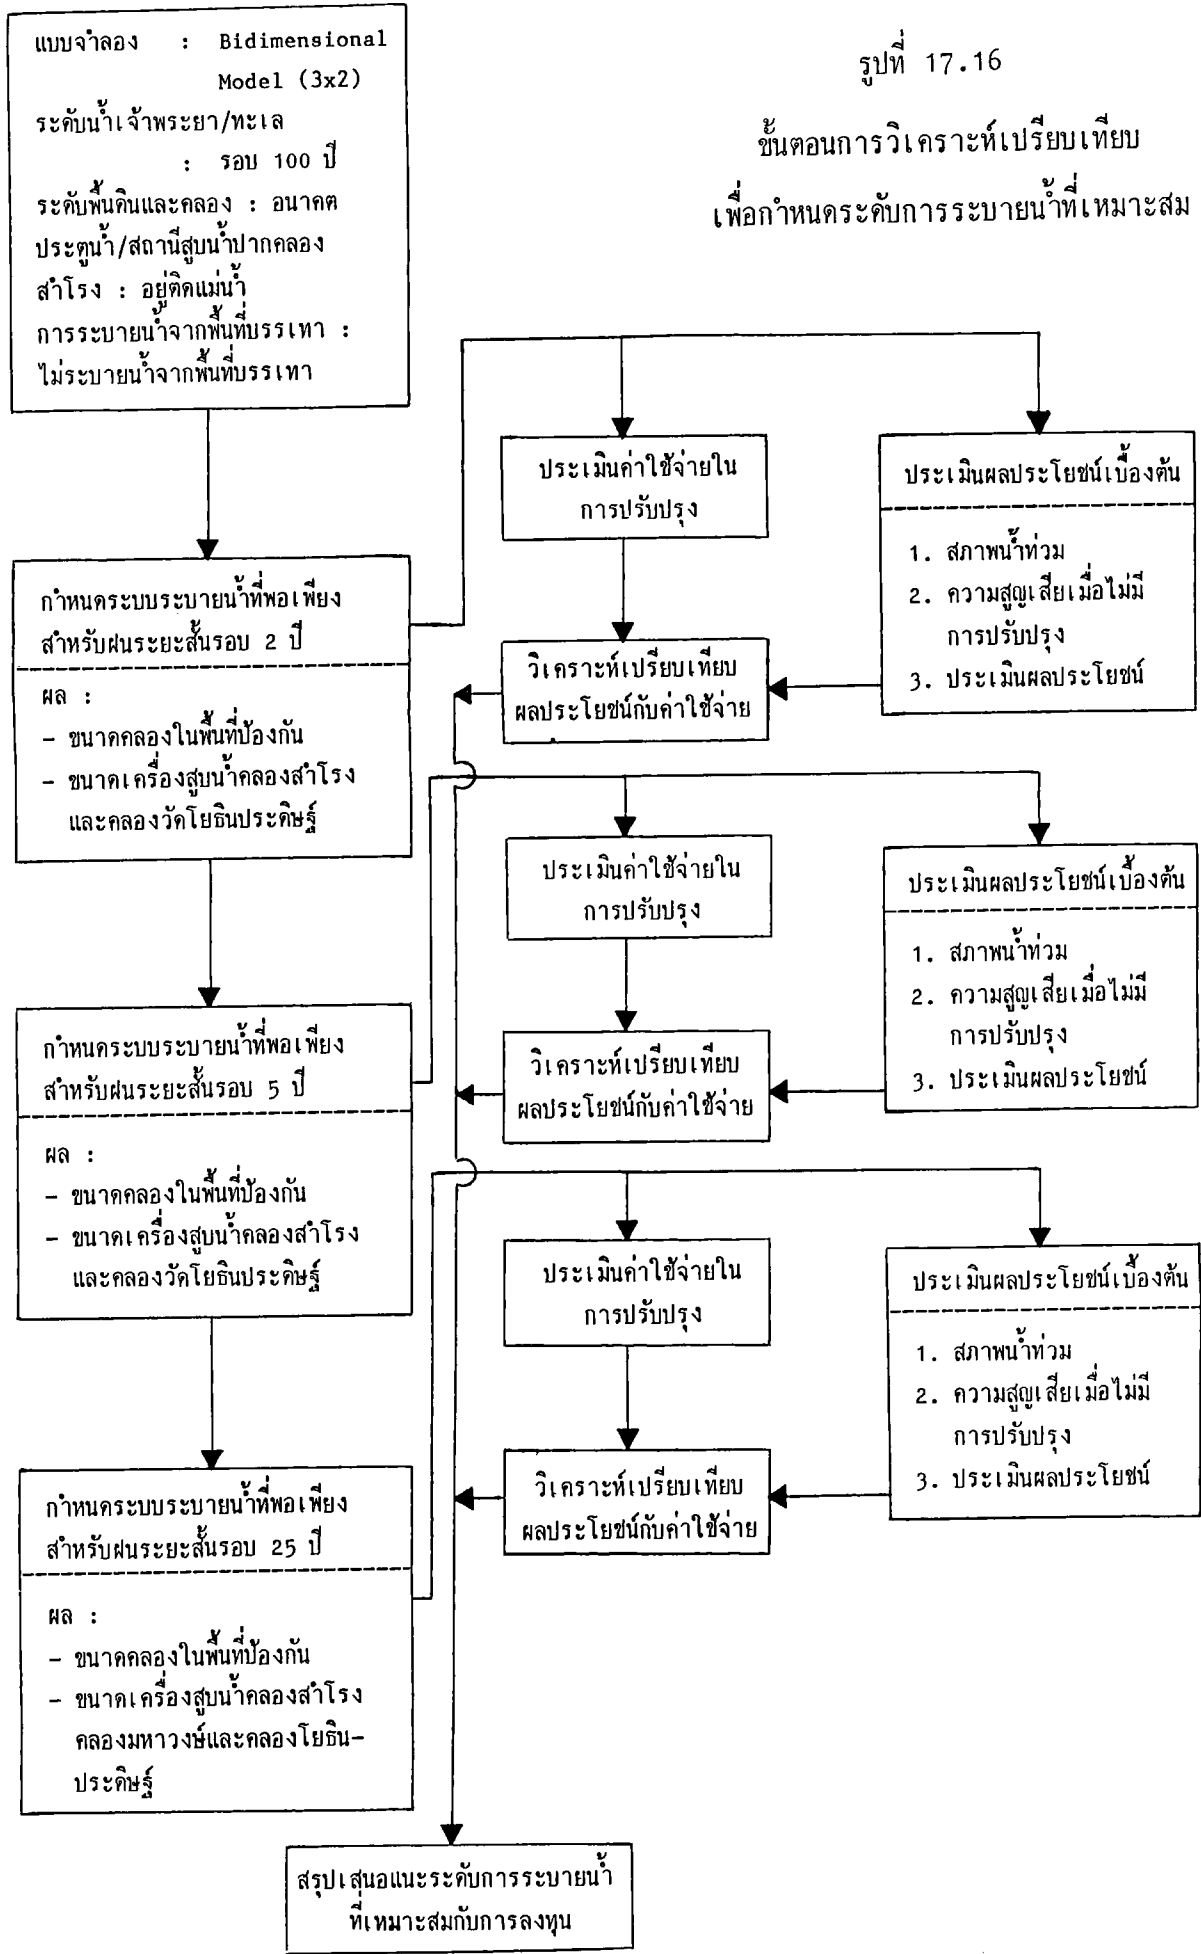 แบบจำลอง : Bidimensional
Model (3x2)
ระดับน้ำเจ้าพระยา/ทะเล
: รอบ 100 ปี
ระดับพื้นดินและคลอง : อนาคต
ประตูน้ำ/สถานีสูบน้ำปากคลอง
สำโรง : อยู่ติดแม่น้ำ
การระบายน้ำจากพื้นที่บรรเทา :
ไม่ระบายน้ำจากพื้นที่บรรเทา
รูปที่ 17.16
ขั้นตอนการวิเคราะห์เปรียบเทียบ
เพื่อกำหนดระดับการระบายน้ำที่เหมาะสม
กำหนดระบบระบายน้ำที่พอเพียง
สำหรับฝนระยะสั้นรอบ 2 ปี
ผล :
- ขนาดคลองในพื้นที่ป้องกัน
- ขนาดเครื่องสูบน้ำคลองสำโรง
และคลองวัดโยธินประดิษฐ์
ประเมินค่าใช้จ่ายใน
การปรับปรุง
ประเมินผลประโยชน์เบื้องต้น
1. สภาพน้ำท่วม
2. ความสูญเสียเมื่อไม่มี
การปรับปรุง
3. ประเมินผลประโยชน์
วิเคราะห์เปรียบเทียบ
ผลประโยชน์กับค่าใช้จ่าย
กำหนดระบบระบายน้ำที่พอเพียง
สำหรับฝนระยะสั้นรอบ 5 ปี
ผล :
- ขนาดคลองในพื้นที่ป้องกัน
- ขนาดเครื่องสูบน้ำคลองสำโรง
และคลองวัดโยธินประดิษฐ์
ประเมินค่าใช้จ่ายใน
การปรับปรุง
ประเมินผลประโยชน์เบื้องต้น
1. สภาพน้ำท่วม
2. ความสูญเสียเมื่อไม่มี
การปรับปรุง
3. ประเมินผลประโยชน์
วิเคราะห์เปรียบเทียบ
ผลประโยชน์กับค่าใช้จ่าย
กำหนดระบบระบายน้ำที่พอเพียง
สำหรับฝนระยะสั้นรอบ 25 ปี
ผล :
- ขนาดคลองในพื้นที่ป้องกัน
- ขนาดเครื่องสูบน้ำคลองสำโรง
คลองมหาวงษ์และคลองโยธิน-
ประดิษฐ์
ประเมินค่าใช้จ่ายใน
การปรับปรุง
ประเมินผลประโยชน์เบื้องต้น
1. สภาพน้ำท่วม
2. ความสูญเสียเมื่อไม่มี
การปรับปรุง
3. ประเมินผลประโยชน์
วิเคราะห์เปรียบเทียบ
ผลประโยชน์กับค่าใช้จ่าย
สรุปเสนอแนะระดับการระบายน้ำ
ที่เหมาะสมกับการลงทุน